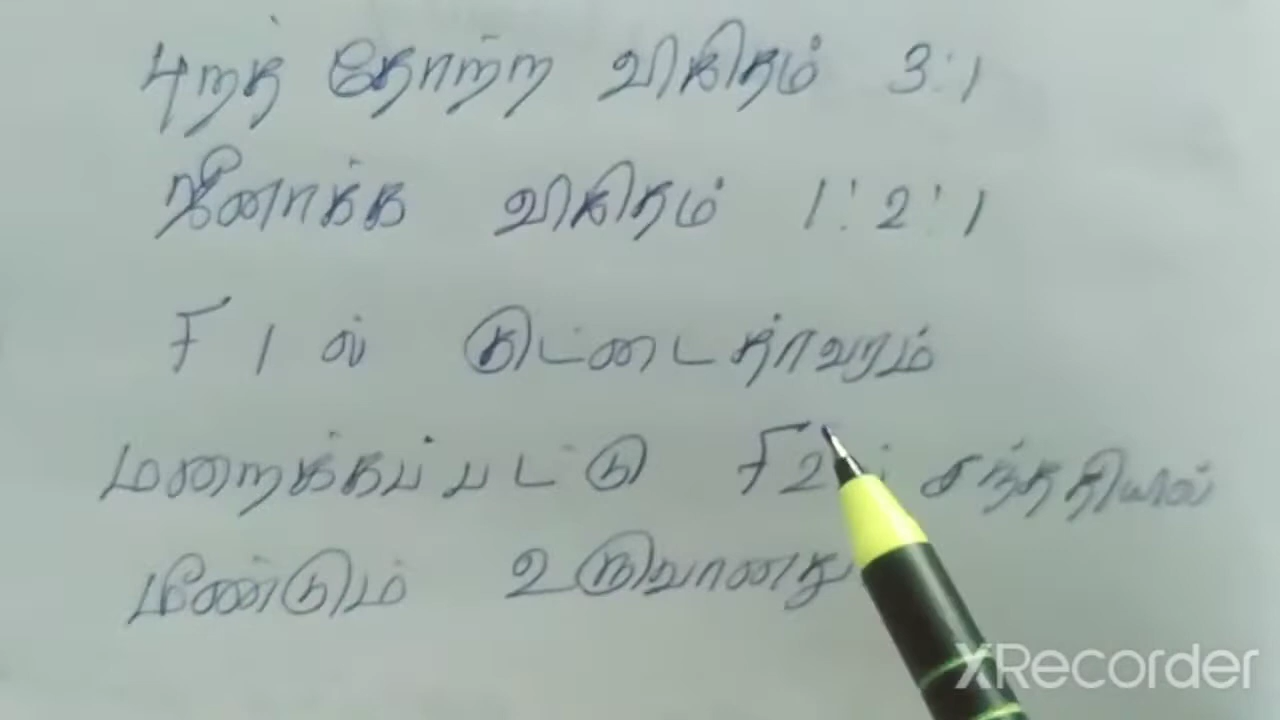 புறத் தோற்ற விகிதம் 3:1
ஜீனாக்க விகிதம் 1:2:1
F1 ல் குட்டை தாவரம்
மறைக்கப்பட்டு F2 சந்ததியில்
மீண்டும் உருவானது
XRecorder